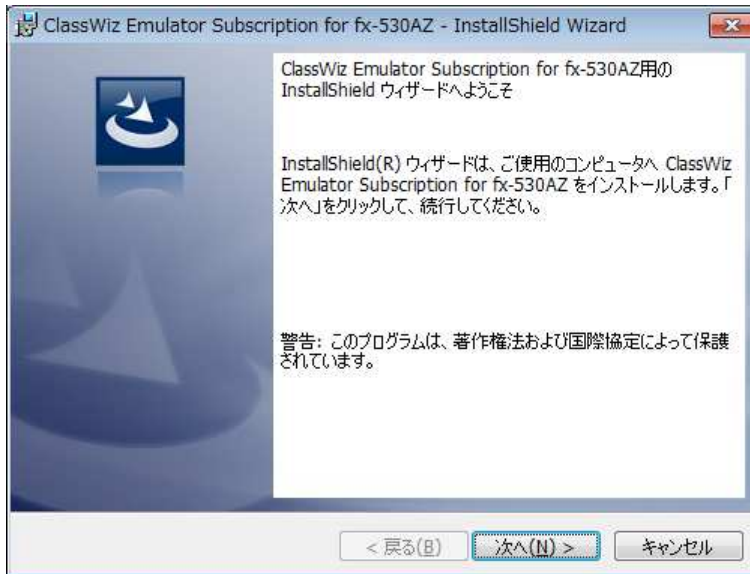 ClassWiz Emulator Subscription for fx-530AZ - InstallShield Wizard
ClassWiz Emulator Subscription for fx-530AZ用の
InstallShield ウィザードへようこそ
InstallShield(R) ウィザードは、ご使用のコンピュータへ ClassWiz
Emulator Subscription for fx-530AZ をインストールします。「
次へ」をクリックして、続行してください。
警告: このプログラムは、著作権法および国際協定によって保護
されています。
< 戻る(B)
次へ(N) >
キャンセル